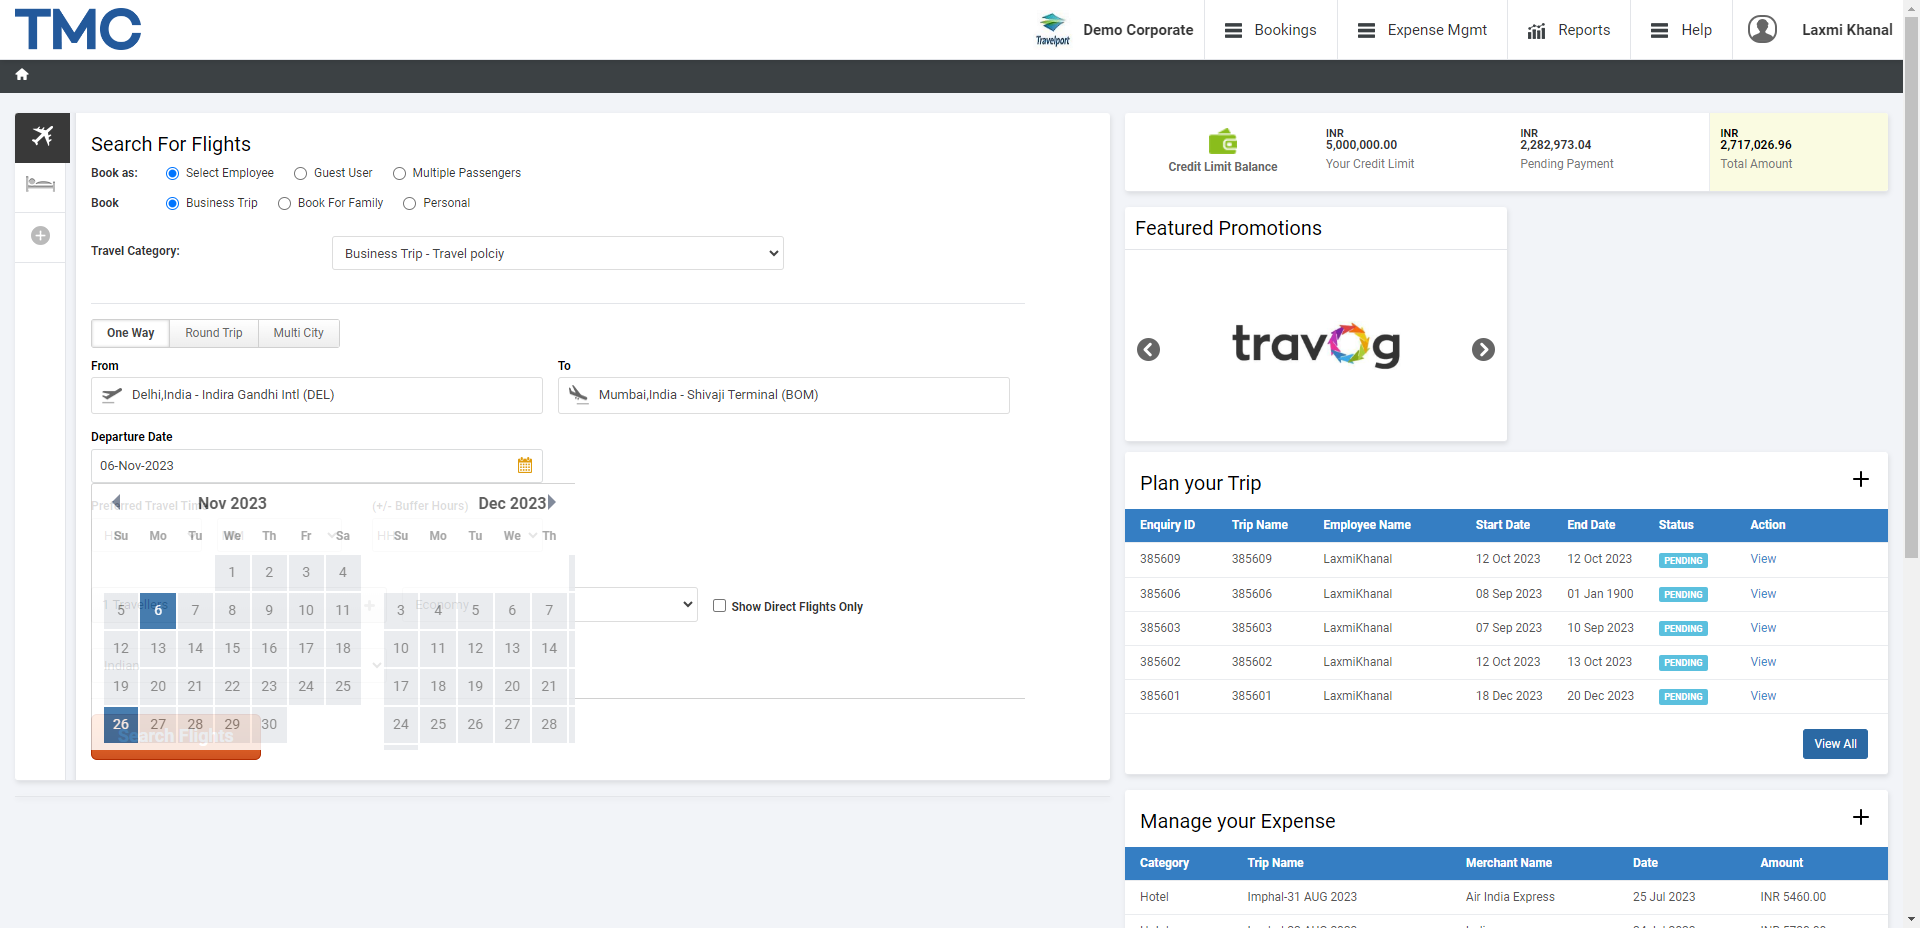 TMC
Travelport
Demo Corporate
Bookings
Expense Mgmt
Reports
Help
Laxmi Khanal
Search For Flights
Book as: Select Employee Guest User Multiple Passengers
Book Business Trip Book For Family Personal
Travel Category: Business Trip - Travel polciy
One Way Round Trip Multi City
From To
Delhi,India - Indira Gandhi Intl (DEL) Mumbai,India - Shivaji Terminal (BOM)
Departure Date
06-Nov-2023
Preferred Travel Tim (+/- Buffer Hours)
Nov 2023 Dec 2023
Su Mo Tu We Th Fr Sa Su Mo Tu We Th
1 2 3 4
5 6 7 8 9 10 11 3 4 5 6 7
1 Travellers Economy
Show Direct Flights Only
12 13 14 15 16 17 18 10 11 12 13 14
Indian
19 20 21 22 23 24 25 17 18 19 20 21
26 27 28 29 30 24 25 26 27 28
Search Flights
Credit Limit Balance
INR
5,000,000.00
Your Credit Limit
INR
2,282,973.04
Pending Payment
INR
2,717,026.96
Total Amount
Featured Promotions
travog
Plan your Trip
Enquiry ID Trip Name Employee Name Start Date End Date Status Action
385609 385609 LaxmiKhanal 12 Oct 2023 12 Oct 2023 PENDING View
385606 385606 LaxmiKhanal 08 Sep 2023 01 Jan 1900 PENDING View
385603 385603 LaxmiKhanal 07 Sep 2023 10 Sep 2023 PENDING View
385602 385602 LaxmiKhanal 12 Oct 2023 13 Oct 2023 PENDING View
385601 385601 LaxmiKhanal 18 Dec 2023 20 Dec 2023 PENDING View
View All
Manage your Expense
Category Trip Name Merchant Name Date Amount
Hotel Imphal-31 AUG 2023 Air India Express 25 Jul 2023 INR 5460.00